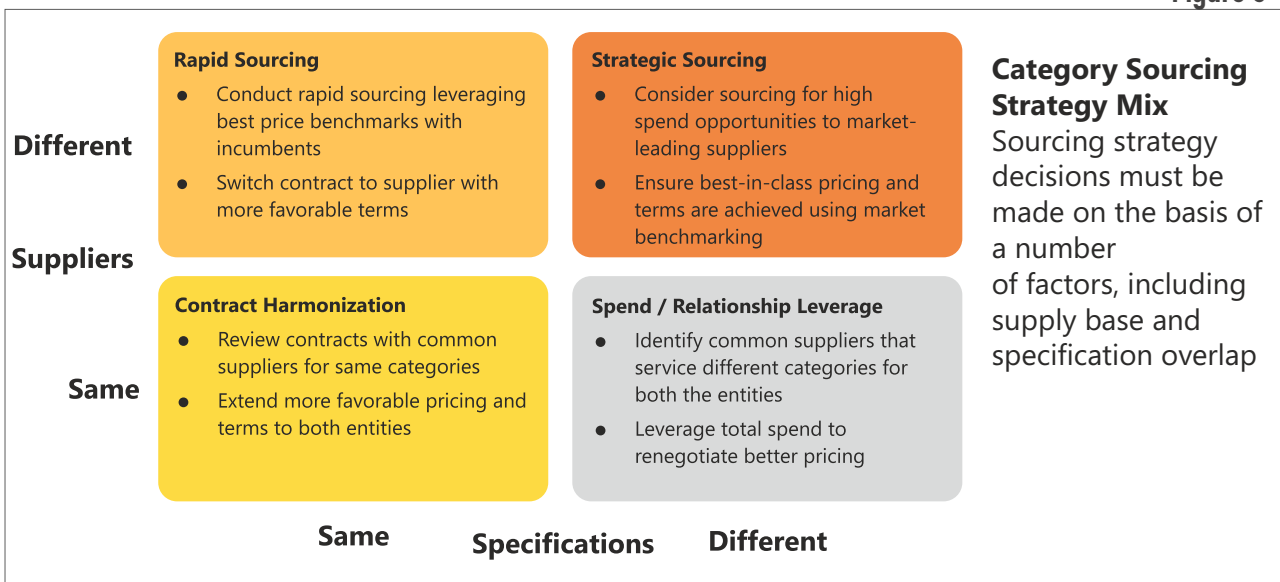 Rapid Sourcing
● Conduct rapid sourcing leveraging
best price benchmarks with
incumbents
● Switch contract to supplier with
more favorable terms
Strategic Sourcing
● Consider sourcing for high
spend opportunities to market-
leading suppliers
● Ensure best-in-class pricing and
terms are achieved using market
benchmarking
Category Sourcing
Strategy Mix
Sourcing strategy
decisions must be
made on the basis of
a number
of factors, including
supply base and
specification overlap
Different
Suppliers
Same
Contract Harmonization
● Review contracts with common
suppliers for same categories
● Extend more favorable pricing and
terms to both entities
Spend / Relationship Leverage
● Identify common suppliers that
service different categories for
both the entities
● Leverage total spend to
renegotiate better pricing
Same
Specifications
Different